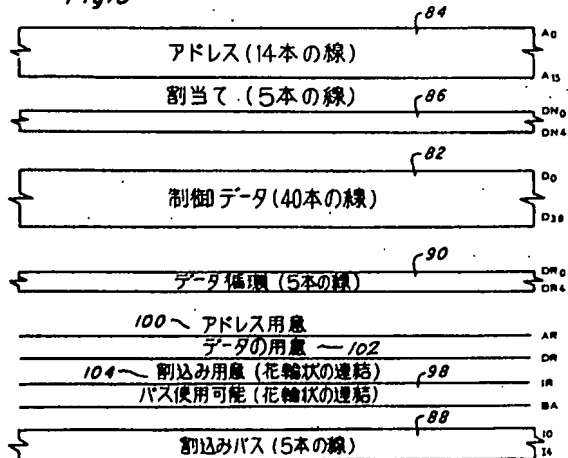 84
アドレス(14本の線)
A0
A13
割当て (5本の線)
86
DN0
DN4
82
制御データ(40本の線)
D0
D39
90
データ循環(5本の線)
DR0
DR4
100 アドレス用意
AR
データの用意 102
DR
104 割込み用意(花輪状の連結)
98
IR
バス使用可能(花輪状の連結)
BA
88
割込みバス(5本の線)
I0
I4